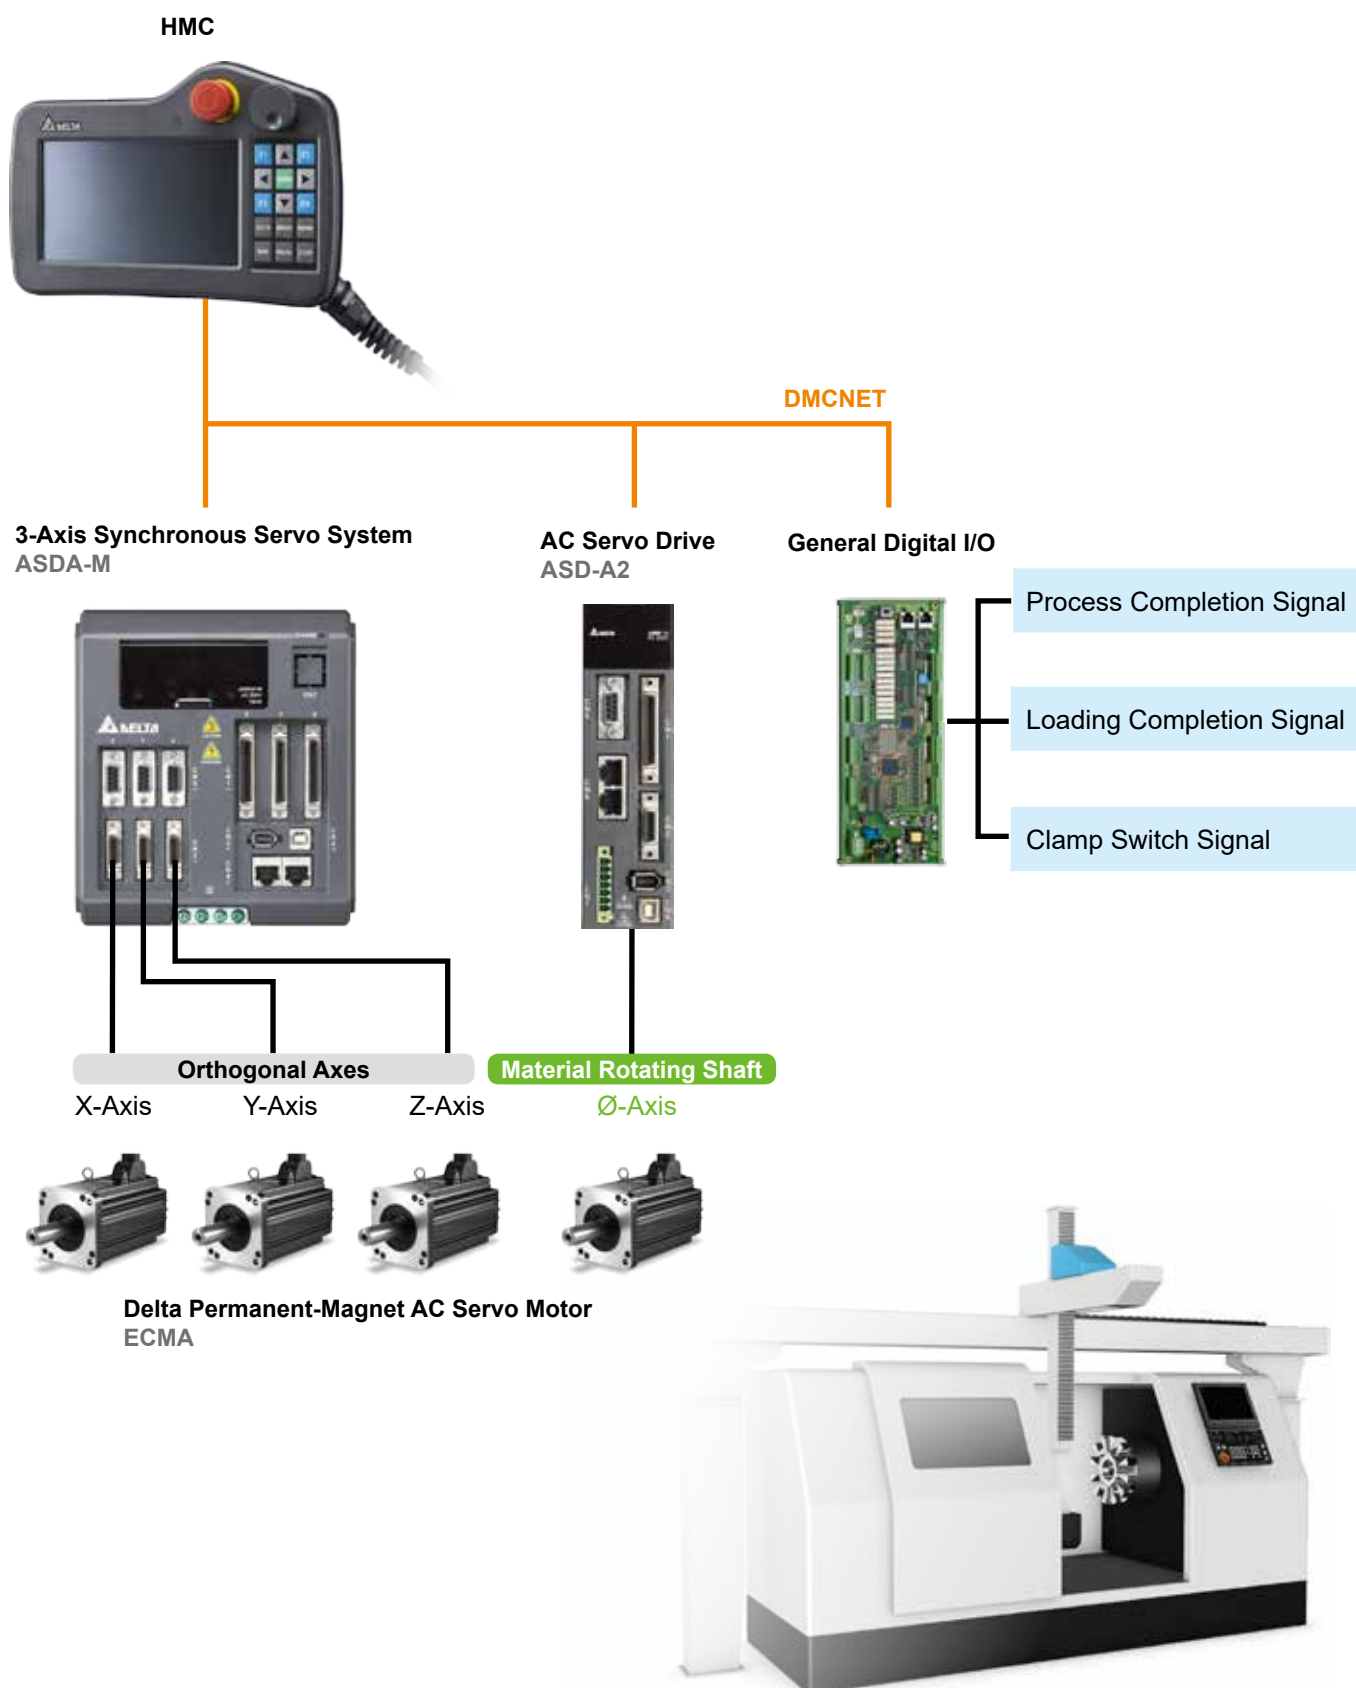 HMC
DELTA
DMCNET
3-Axis Synchronous Servo System
ASDA-M
AC Servo Drive
ASD-A2
General Digital I/O
Process Completion Signal
DELTA
Loading Completion Signal
Clamp Switch Signal
Orthogonal Axes
Material Rotating Shaft
X-Axis
Y-Axis
Z-Axis
Ø-Axis
Delta Permanent-Magnet AC Servo Motor
ECMA